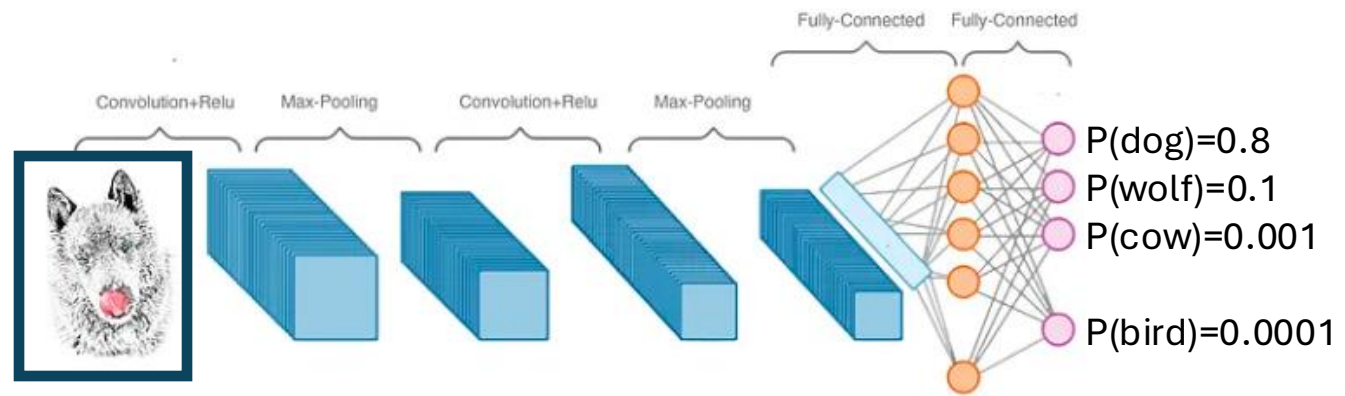 Fully-Connected Fully-Connected
Convolution+Relu Max-Pooling Convolution+Relu Max-Pooling
P(dog)=0.8
P(wolf)=0.1
P(cow)=0.001
P(bird)=0.0001